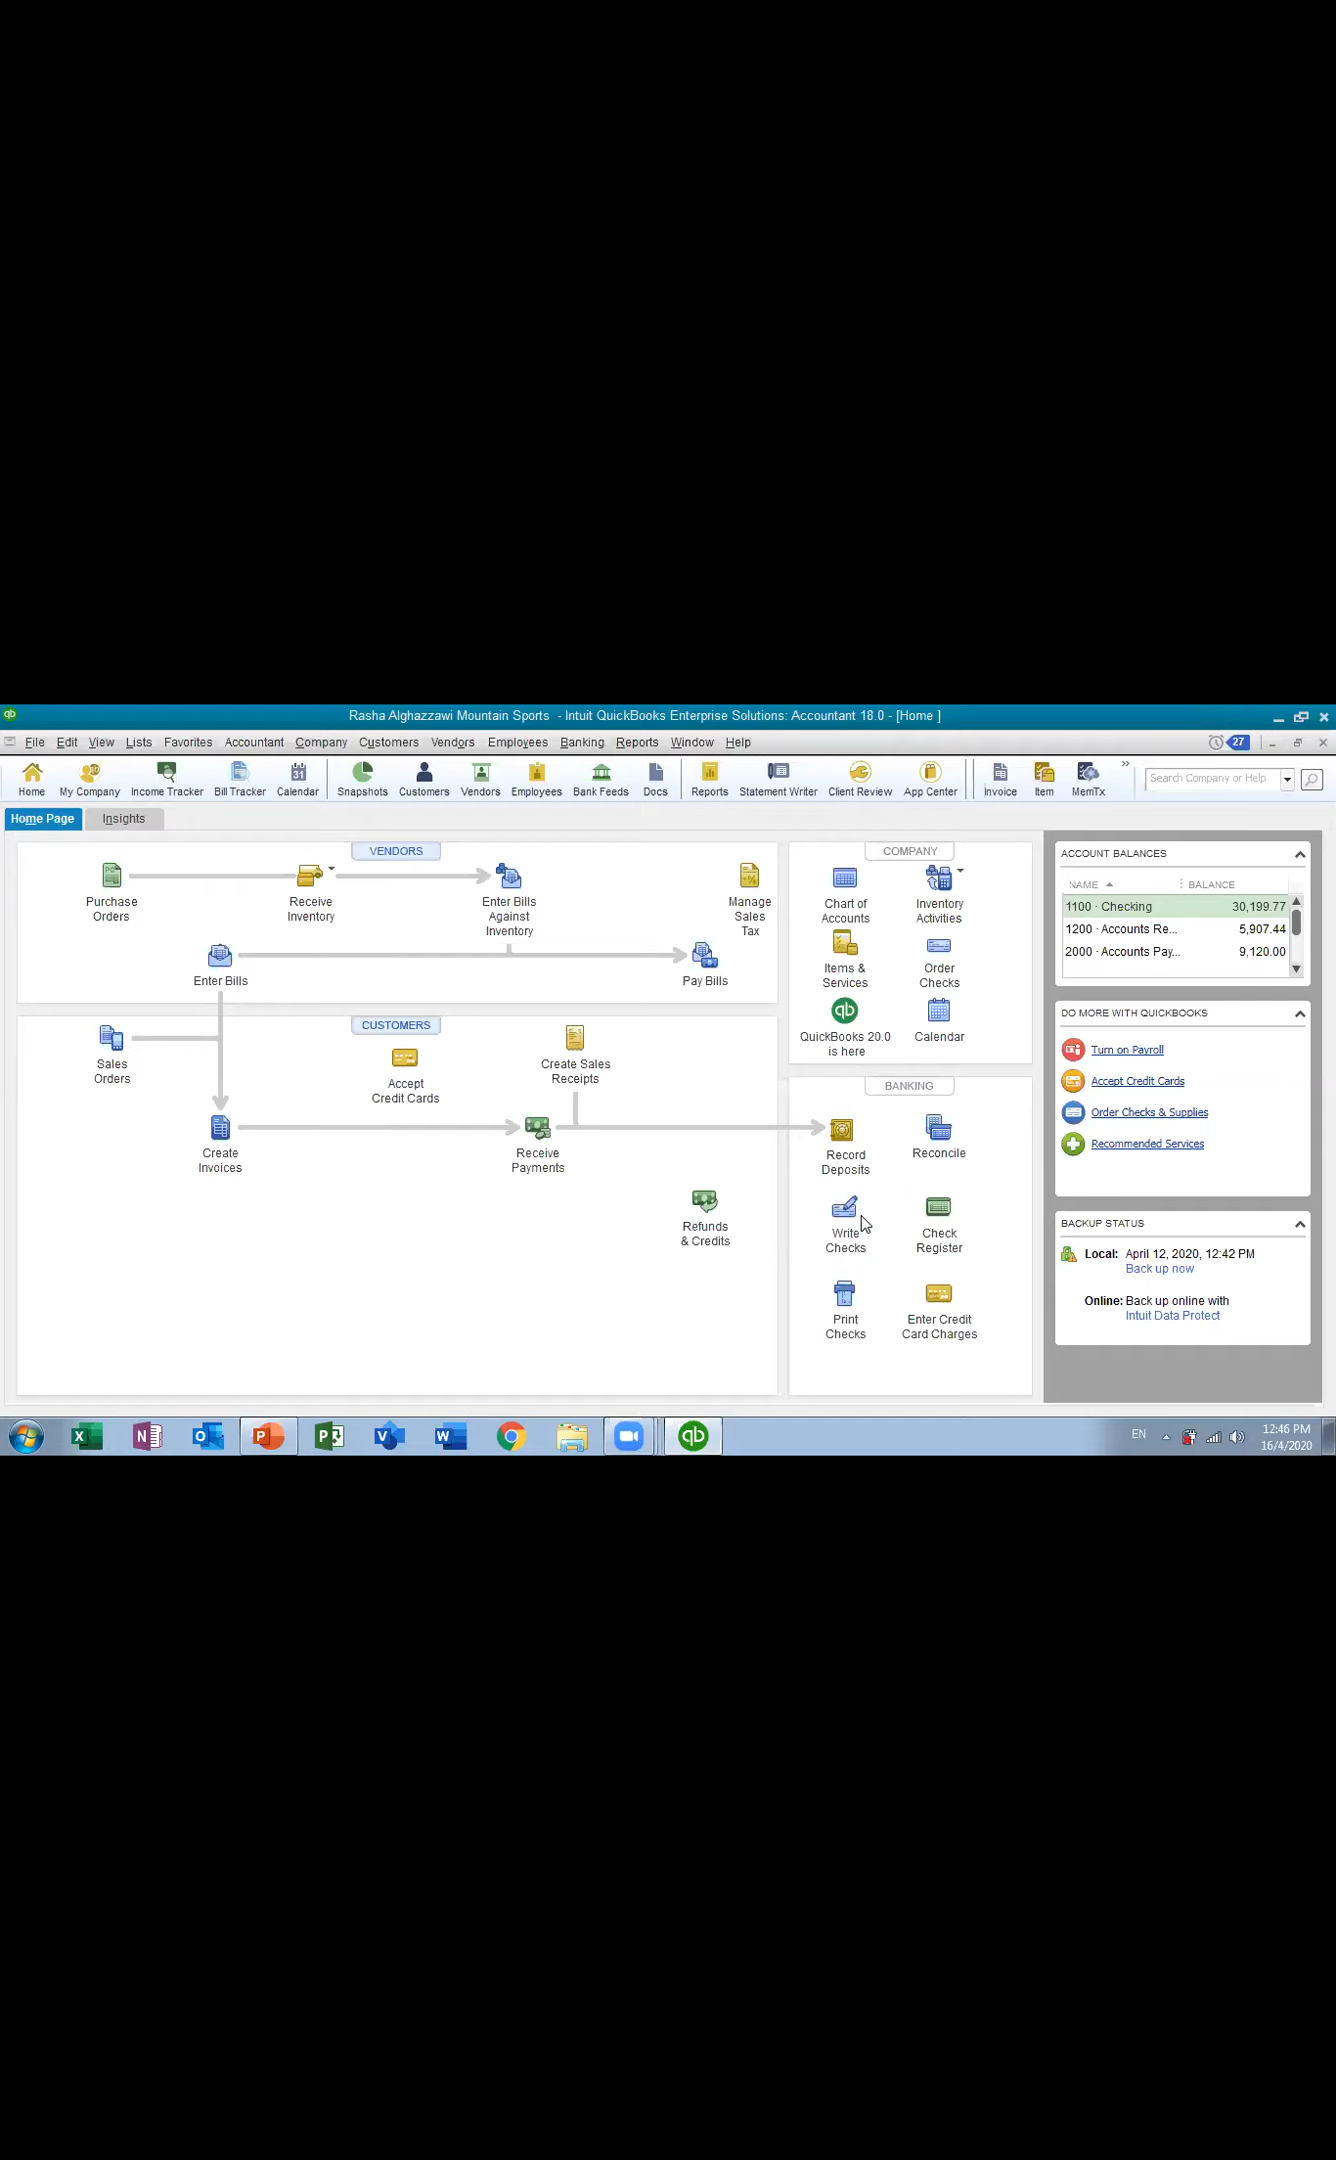 Rasha Alghazzawi Mountain Sports - Intuit QuickBooks Enterprise Solutions: Accountant 18.0 - [Home ]
File Edit View Lists Favorites Accountant Company Customers Vendors Employees Banking Reports Window Help
27
Home My Company Income Tracker Bill Tracker Calendar Snapshots Customers Vendors Employees Bank Feeds Docs Reports Statement Writer Client Review App Center Invoice Item MemTx
Search Company or Help
Home Page Insights
VENDORS
Purchase
Orders
Receive
Inventory
Enter Bills
Against
Inventory
Manage
Sales
Tax
Enter Bills
Pay Bills
CUSTOMERS
Sales
Orders
Accept
Credit Cards
Create Sales
Receipts
Create
Invoices
Receive
Payments
Refunds
& Credits
COMPANY
Chart of
Accounts
Inventory
Activities
Items &
Services
Order
Checks
QuickBooks 20.0
is here
Calendar
BANKING
Record
Deposits
Reconcile
Write
Checks
Check
Register
Print
Checks
Enter Credit
Card Charges
ACCOUNT BALANCES
NAME BALANCE
1100 · Checking 30,199.77
1200 · Accounts Re... 5,907.44
2000 · Accounts Pay... 9,120.00
DO MORE WITH QUICKBOOKS
Turn on Payroll
Accept Credit Cards
Order Checks & Supplies
Recommended Services
BACKUP STATUS
Local: April 12, 2020, 12:42 PM
Back up now
Online: Back up online with
Intuit Data Protect
EN
12:46 PM
16/4/2020